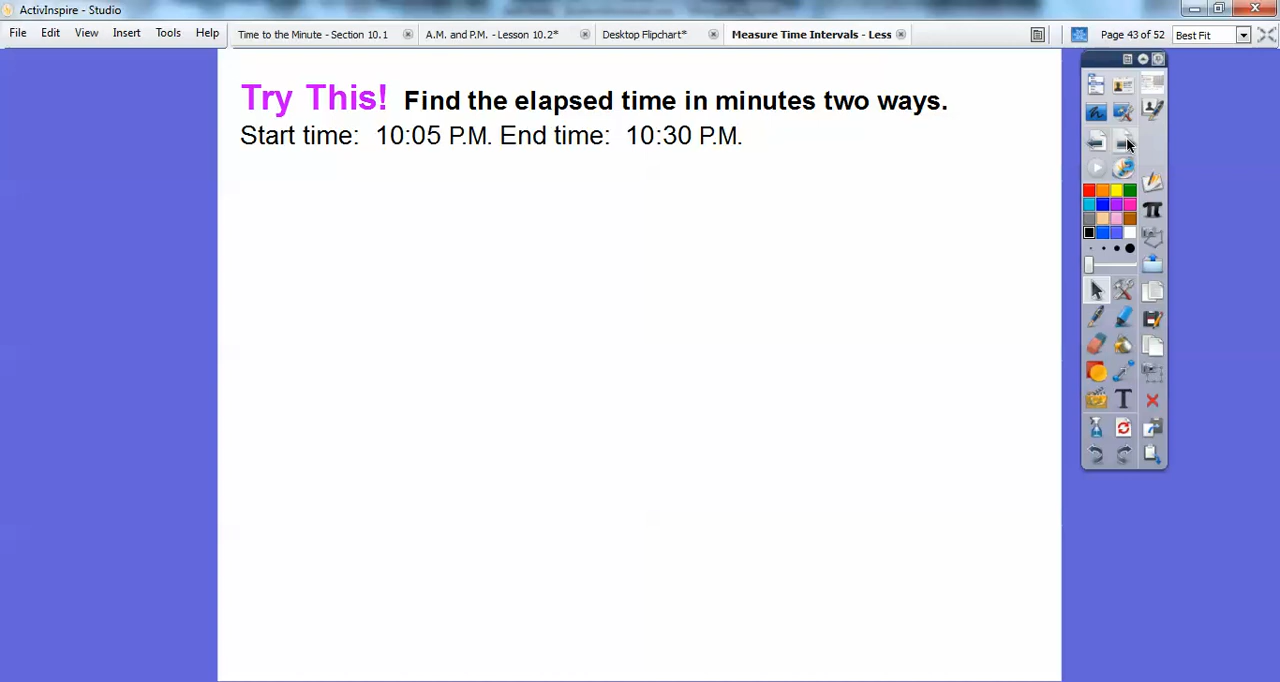 ActivInspire - Studio
File Edit View Insert Tools Help
Time to the Minute - Section 10.1 A.M. and P.M. - Lesson 10.2* Desktop Flipchart* Measure Time Intervals - Less Page 43 of 52 Best Fit
Try This! Find the elapsed time in minutes two ways.
Start time: 10:05 P.M. End time: 10:30 P.M.